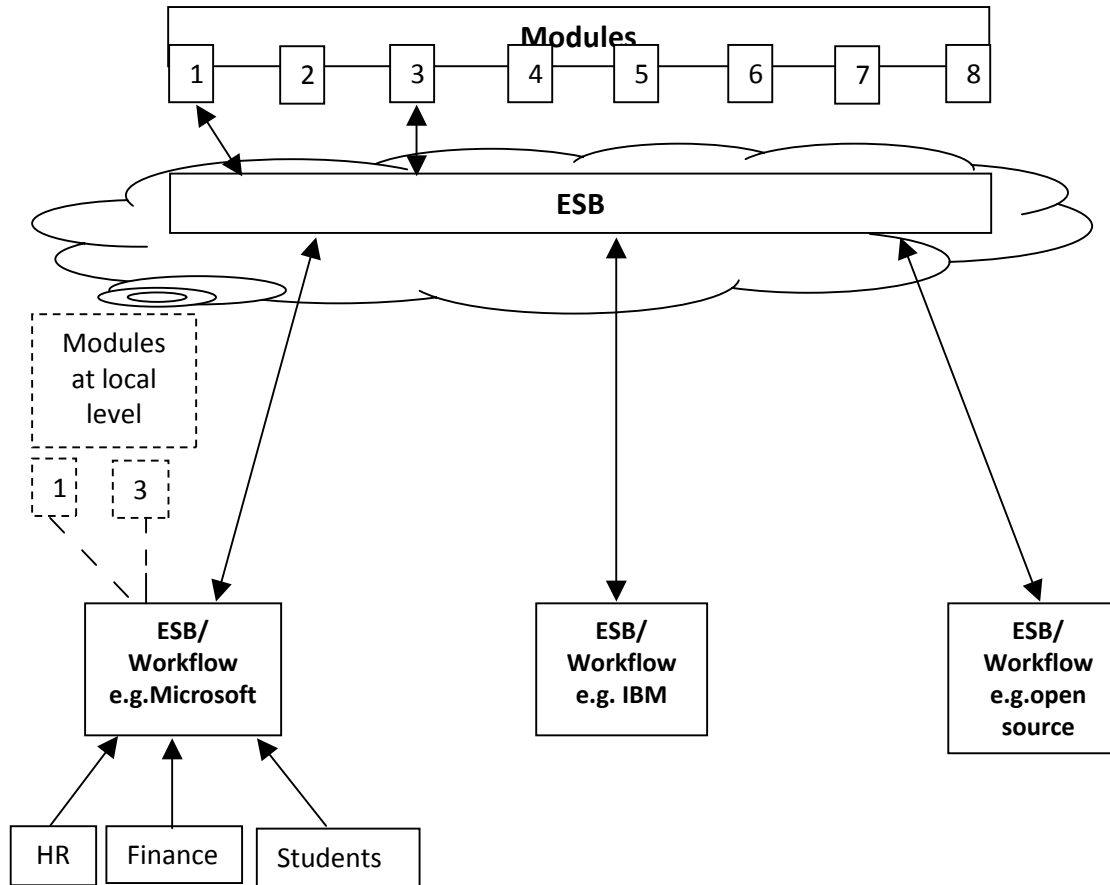 Modules
1 2 3 4 5 6 7 8
ESB
Modules
at local
level
1 3
ESB/
Workflow
e.g.Microsoft
ESB/
Workflow
e.g. IBM
ESB/
Workflow
e.g.open
source
HR
Finance
Students